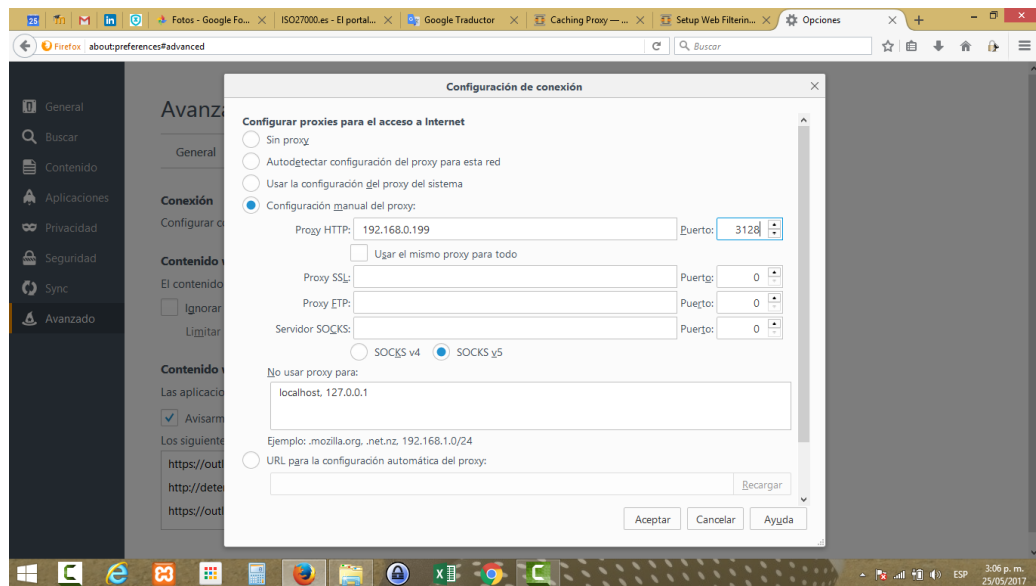 Fotos - Google Fo...
ISO27000.es - El portal...
Google Traductor
Caching Proxy — ...
Setup Web Filterin...
Opciones
Firefox
about:preferences#advanced
Buscar
General
Buscar
Contenido
Aplicaciones
Privacidad
Seguridad
Sync
Avanzado
Avanza
General
Conexión
Configurar co
Contenido
El contenido
Ignorar
Limitar
Contenido
Las aplicacio
Avisarm
Los siguiente
https://outl
http://dete
https://outl
Configuración de conexión
Configurar proxies para el acceso a Internet
Sin proxy
Autodetectar configuración del proxy para esta red
Usar la configuración del proxy del sistema
Configuración manual del proxy:
Proxy HTTP: 192.168.0.199 Puerto: 3128
Usar el mismo proxy para todo
Proxy SSL: Puerto: 0
Proxy FTP: Puerto: 0
Servidor SOCKS: Puerto: 0
SOCKS v4 SOCKS v5
No usar proxy para:
localhost, 127.0.0.1
Ejemplo: .mozilla.org, .net.nz, 192.168.1.0/24
URL para la configuración automática del proxy:
Recargar
Aceptar Cancelar Ayuda
ESP
3:06 p. m.
25/05/2017